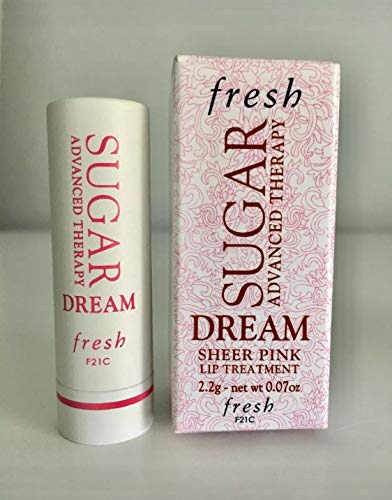 SUGAR
ADVANCED THERAPY
DREAM
fresh
F21C
fresh
SUGAR
ADVANCED THERAPY
DREAM
SHEER PINK
LIP TREATMENT
2.2g - net wt 0.07oz
fresh
F21C